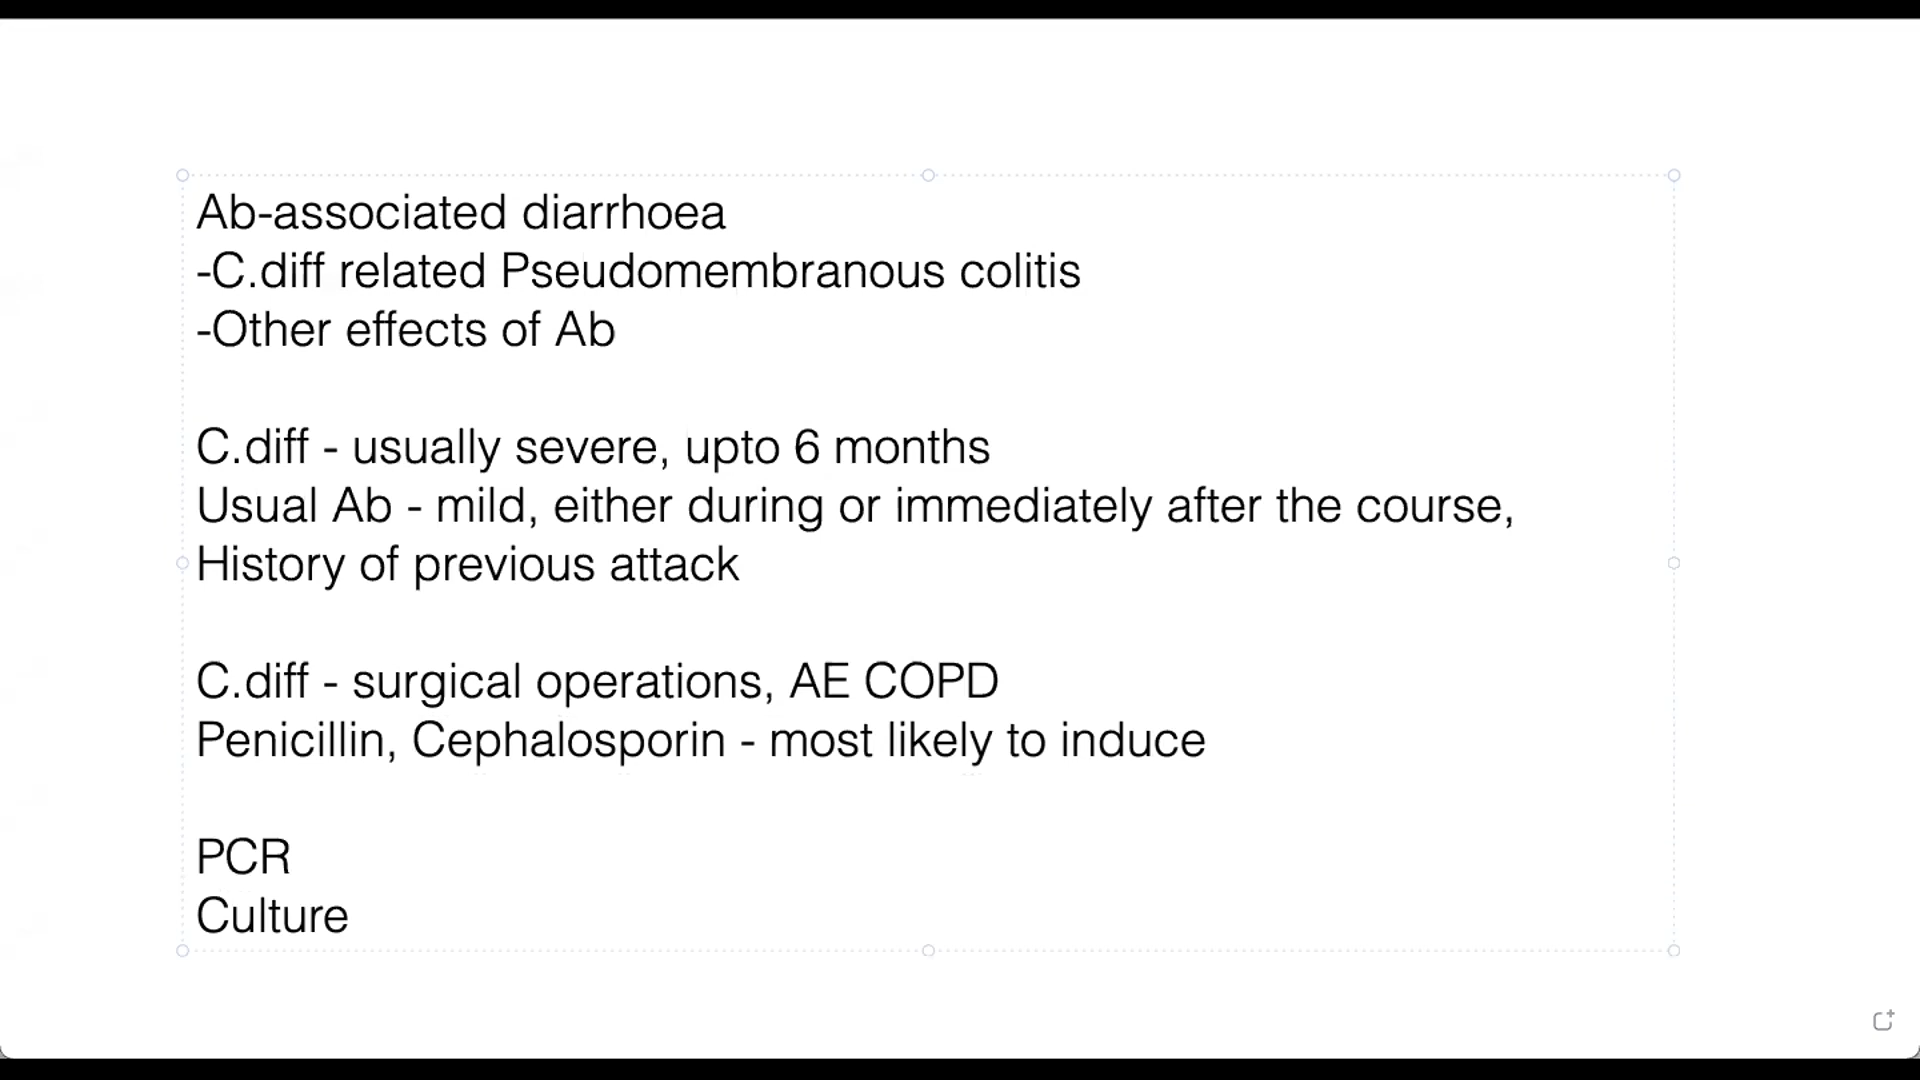 Ab-associated diarrhoea
-C.diff related Pseudomembranous colitis
-Other effects of Ab
C.diff - usually severe, upto 6 months
Usual Ab - mild, either during or immediately after the course,
History of previous attack
C.diff - surgical operations, AE COPD
Penicillin, Cephalosporin - most likely to induce
PCR
Culture